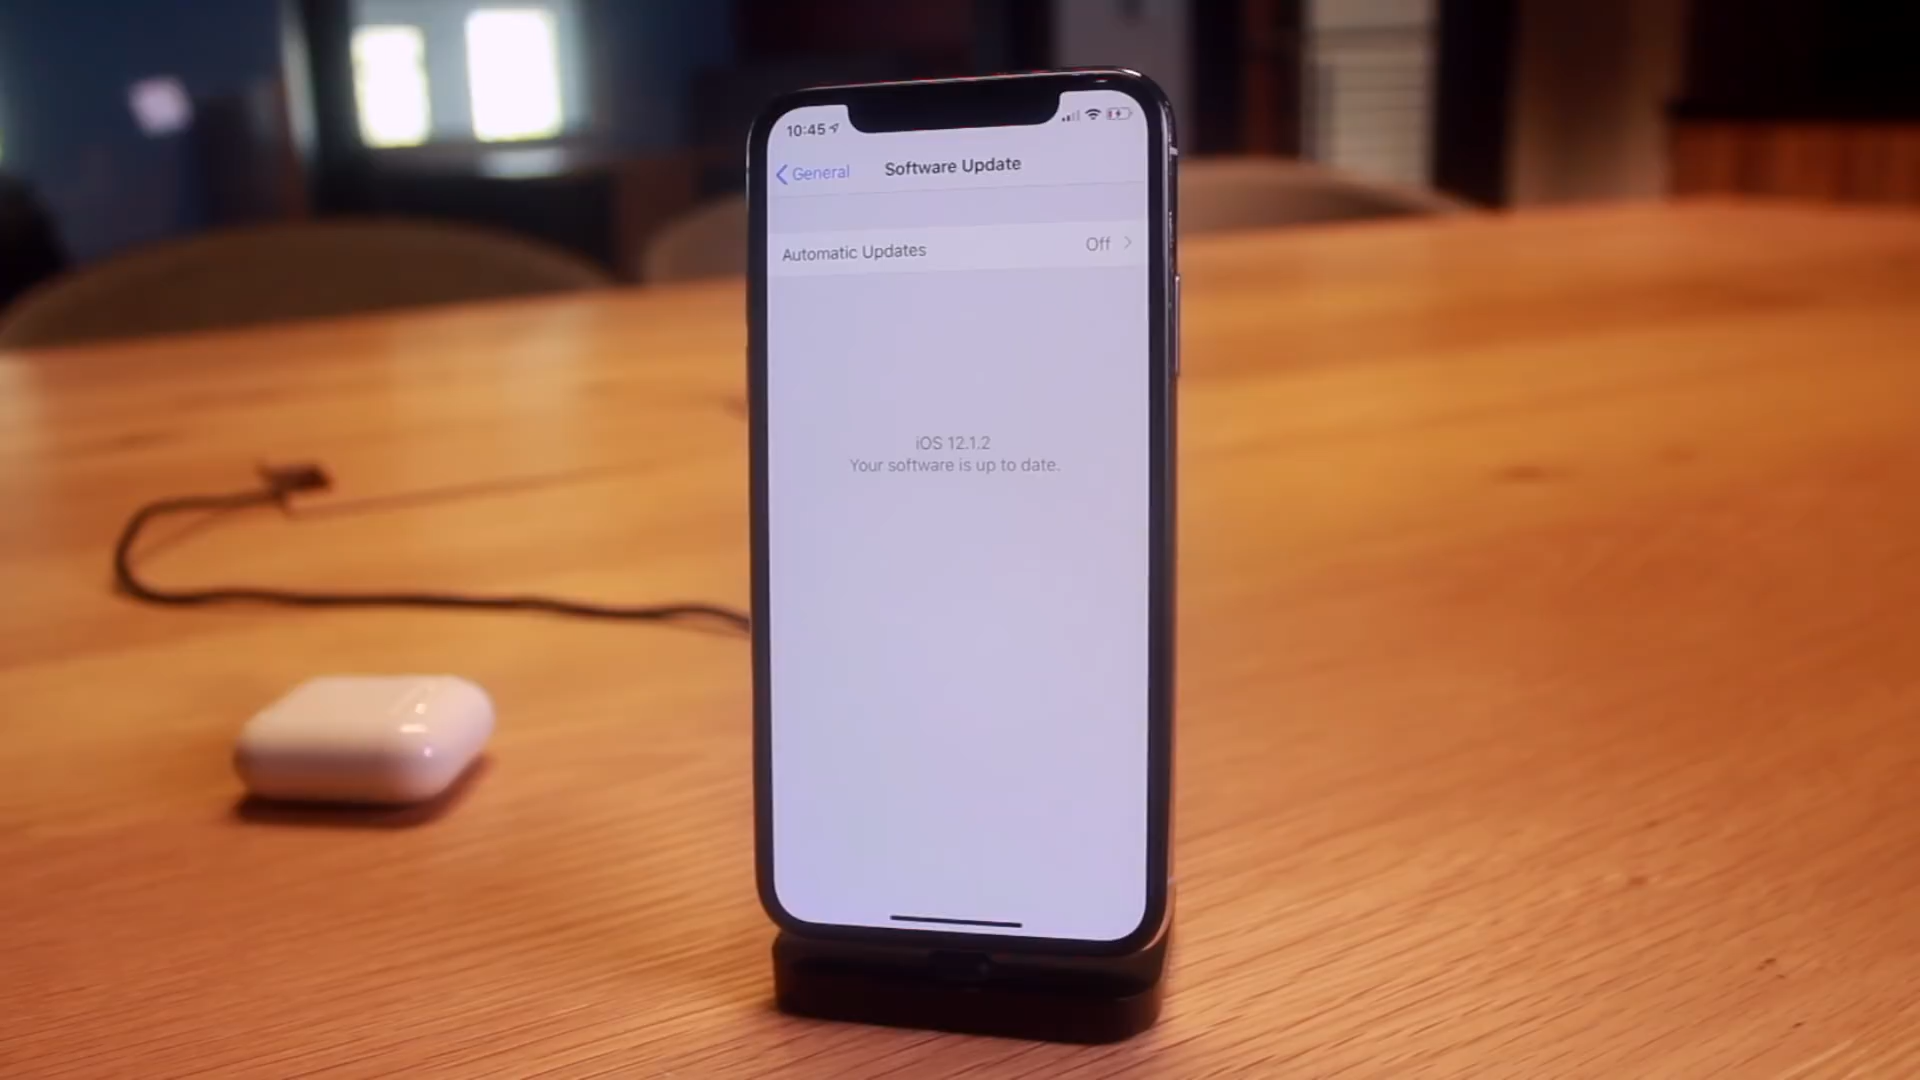 10:45
General
Software Update
Automatic Updates
Off
iOS 12.1.2
Your software is up to date.